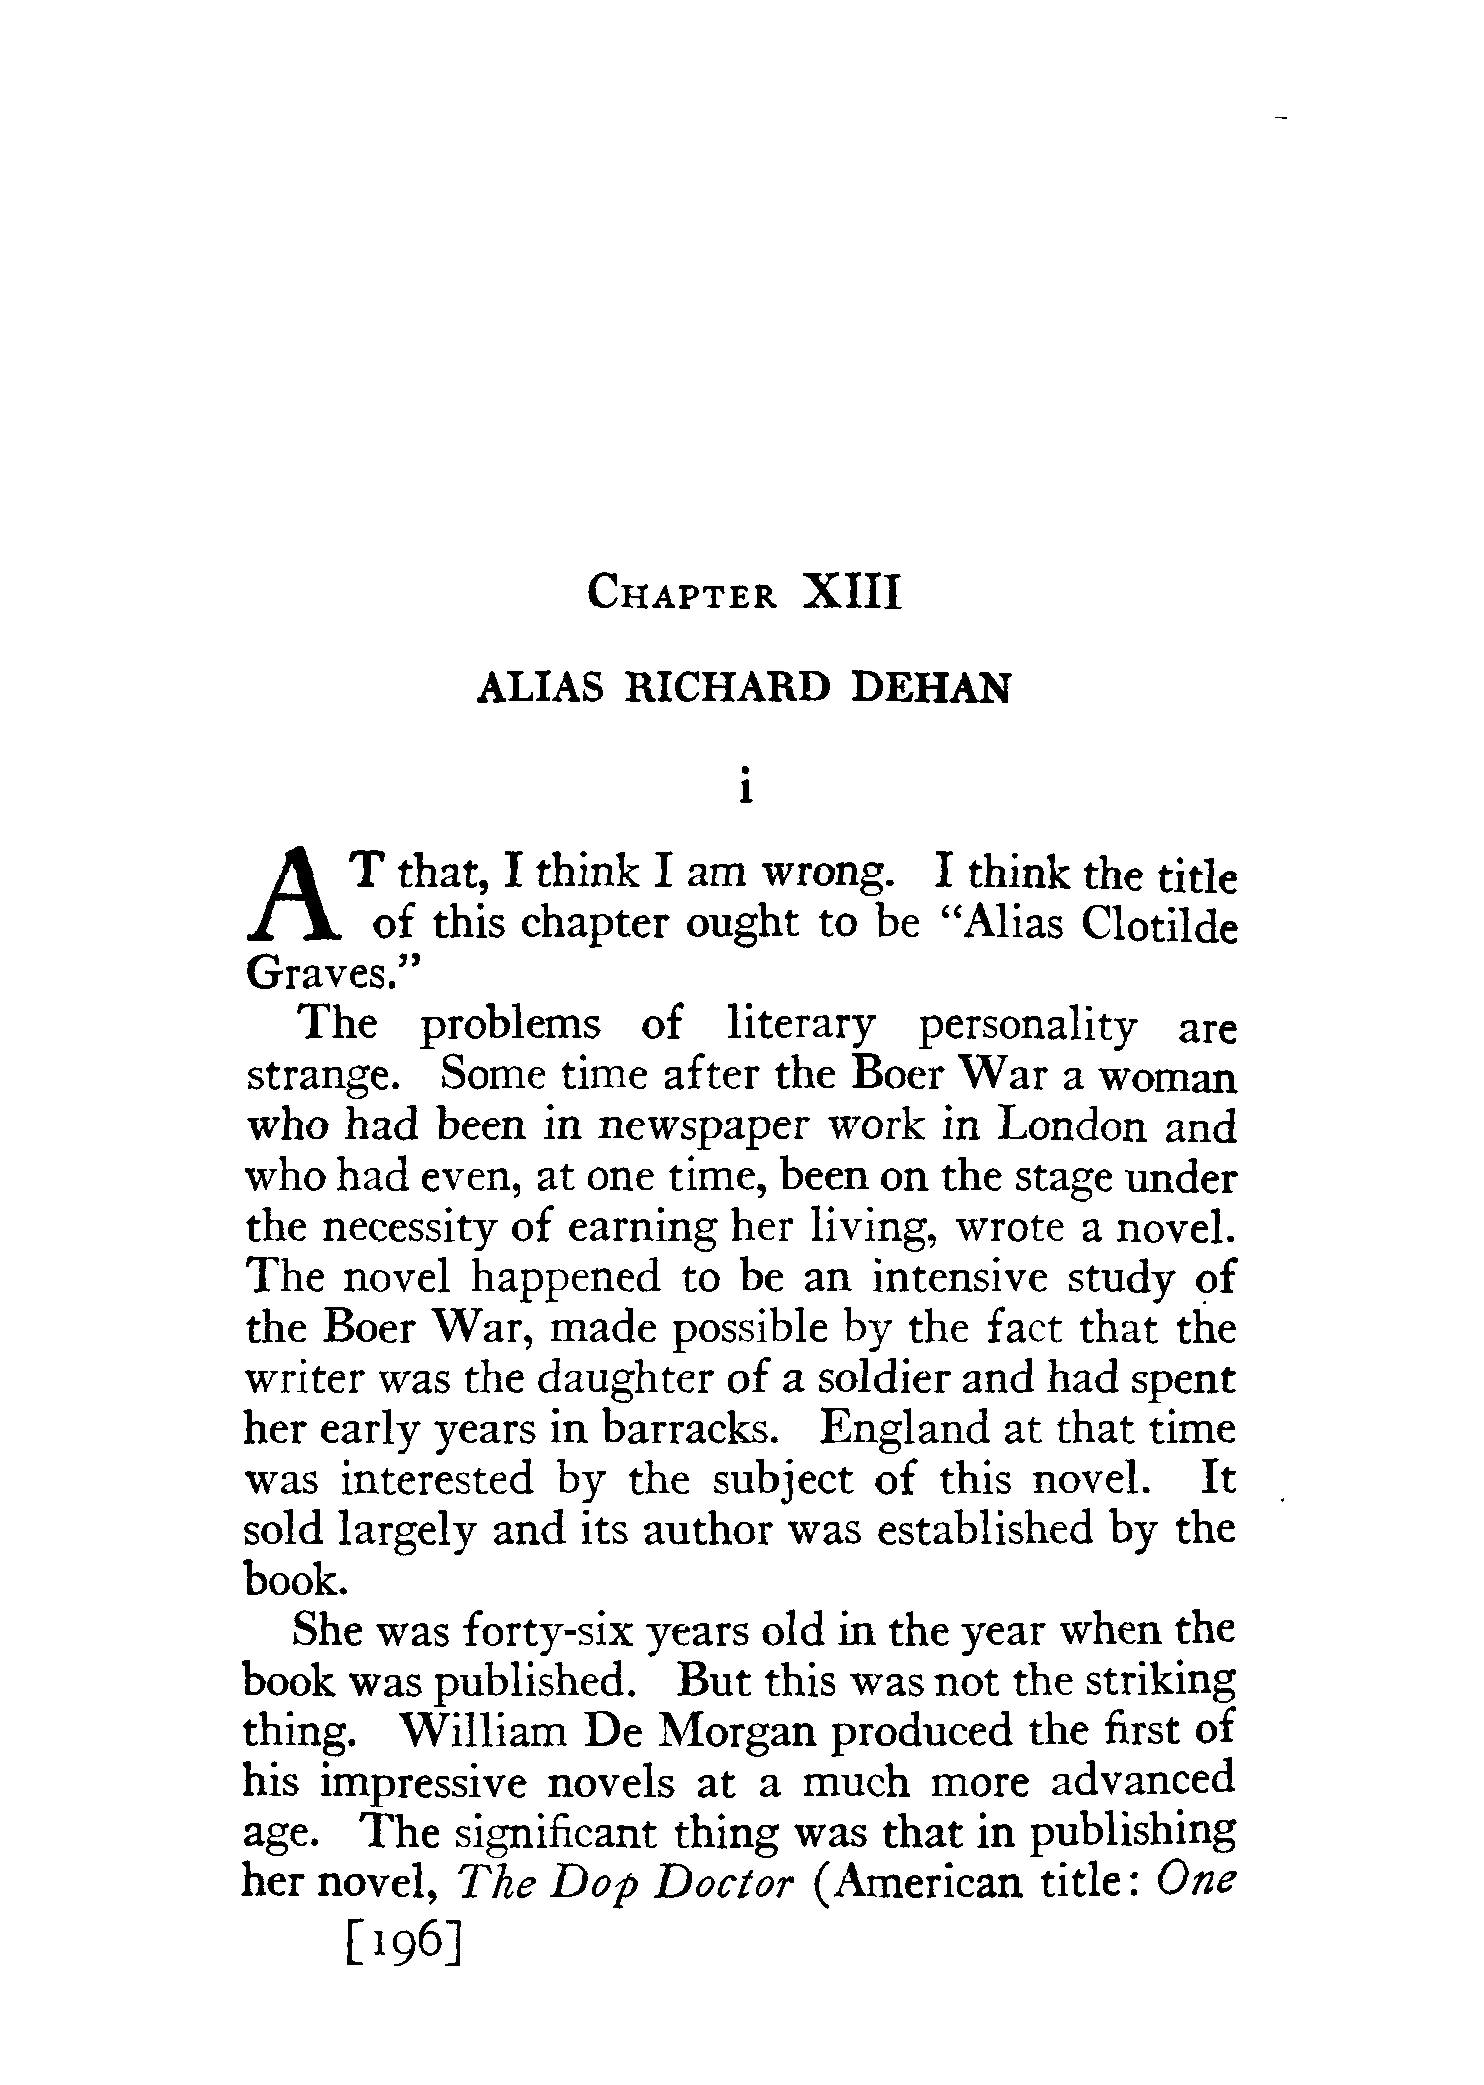 CHAPTER XIII
ALIAS RICHARD DEHAN
i
AT that, I think I am wrong. I think the title
of this chapter ought to be “Alias Clotilde
Graves.”
The problems of literary personality are
strange. Some time after the Boer War a woman
who had been in newspaper work in London and
who had even, at one time, been on the stage under
the necessity of earning her living, wrote a novel.
The novel happened to be an intensive study of
the Boer War, made possible by the fact that the
writer was the daughter of a soldier and had spent
her early years in barracks. England at that time
was interested by the subject of this novel. It
sold largely and its author was established by the
book.
She was forty-six years old in the year when the
book was published. But this was not the striking
thing. William De Morgan produced the first of
his impressive novels at a much more advanced
age. The significant thing was that in publishing
her novel, The Dop Doctor (American title: One
[196]